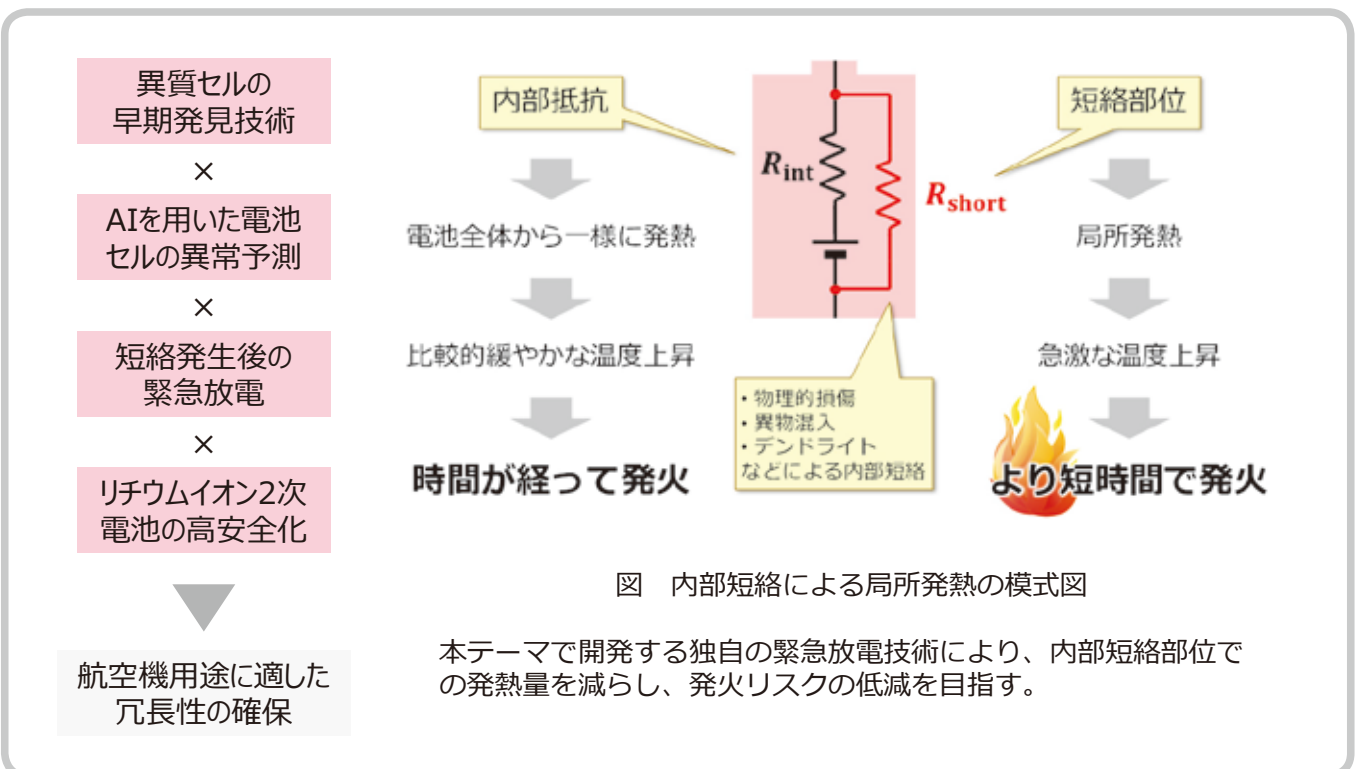 異質セルの
早期発見技術
×
AIを用いた電池
セルの異常予測
×
短絡発生後の
緊急放電
×
リチウムイオン2次
電池の高安全化
航空機用途に適した
冗長性の確保
内部抵抗
電池全体から一様に発熱
比較的緩やかな温度上昇
時間が経って発火
Rint
Rshort
・物理的損傷
・異物混入
・デンドライト
などによる内部短絡
短絡部位
局所発熱
急激な温度上昇
より短時間で発火
図　内部短絡による局所発熱の模式図
本テーマで開発する独自の緊急放電技術により、内部短絡部位で
の発熱量を減らし、発火リスクの低減を目指す。